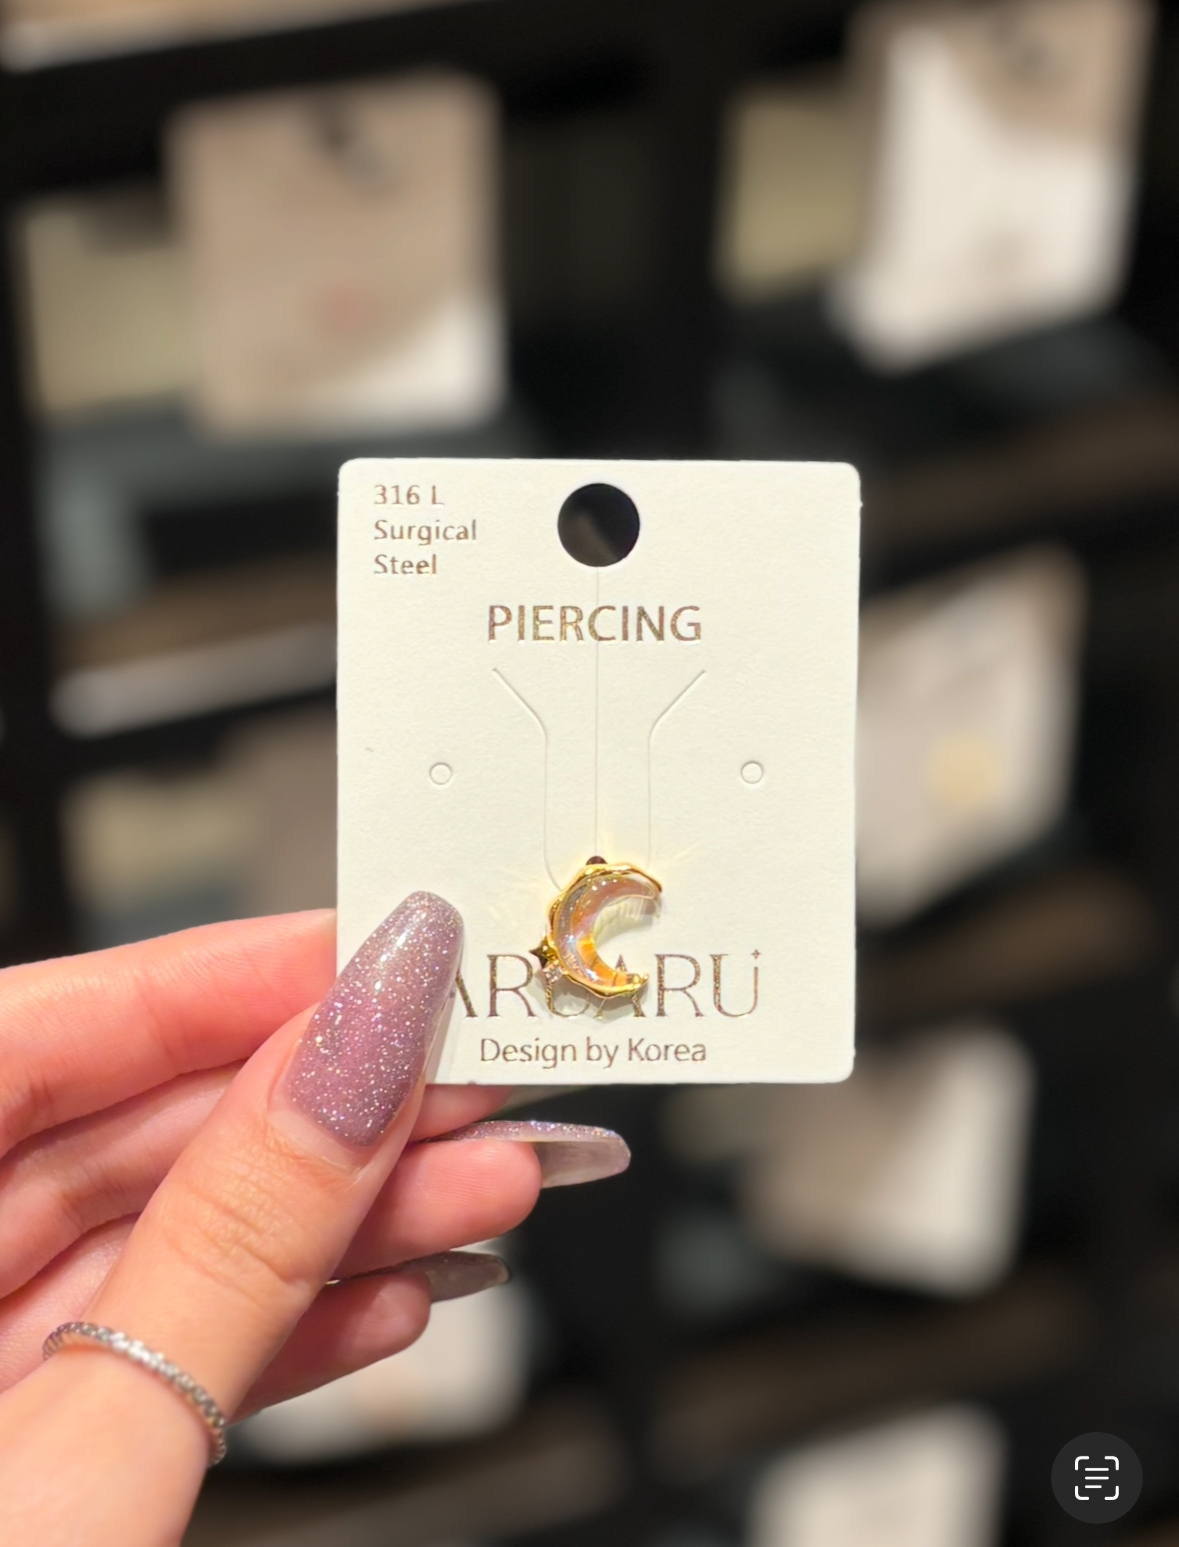 316 L
Surgical
Steel
PIERCING
Design by Korea